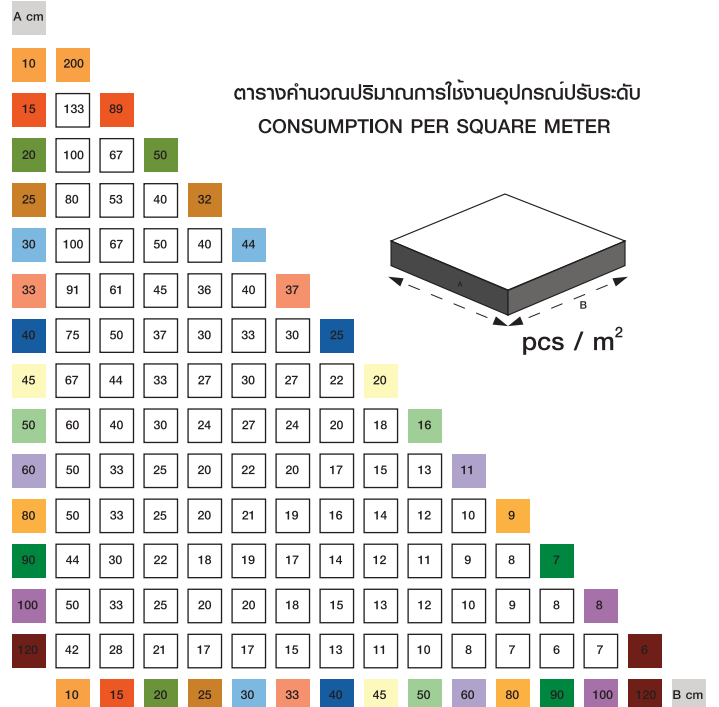 A cm
10 200
ตารางคำนวณปริมาณการใช้งานอุปกรณ์ปรับระดับ
15 133 89
CONSUMPTION PER SQUARE METER
20 100 67 50
25 80 53 40 32
30 100 67 50 40 44
33 91 61 45 36 40 37
A
B
40 75 50 37 30 33 30 25
pcs / m²
45 67 44 33 27 30 27 22 20
50 60 40 30 24 27 24 20 18 16
60 50 33 25 20 22 20 17 15 13 11
80 50 33 25 20 21 19 16 14 12 10 9
90 44 30 22 18 19 17 14 12 11 9 8 7
100 50 33 25 20 20 18 15 13 12 10 9 8 8
120 42 28 21 17 17 15 13 11 10 8 7 6 7 6
10 15 20 25 30 33 40 45 50 60 80 90 100 120 B cm